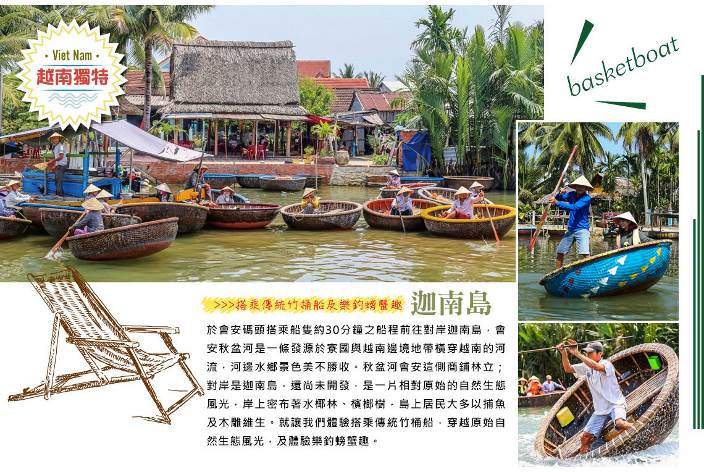 Viet Nam
越南獨特
basketboat
>>>搭乘傳統竹桶船及樂釣螃蟹趣 迦南島
於會安碼頭搭乘船隻約30分鐘之船程前往對岸迦南島，會
安秋盆河是一條發源於寮國與越南邊境地帶橫穿越南的河
流，河邊水鄉景色美不勝收。秋盆河會安這側商鋪林立；
對岸是迦南島，還尚未開發，是一片相對原始的自然生態
風光，岸上密布著水椰林、檳榔樹，島上居民大多以捕魚
及木雕維生。就讓我們體驗搭乘傳統竹桶船，穿越原始自
然生態風光，及體驗樂釣螃蟹趣。